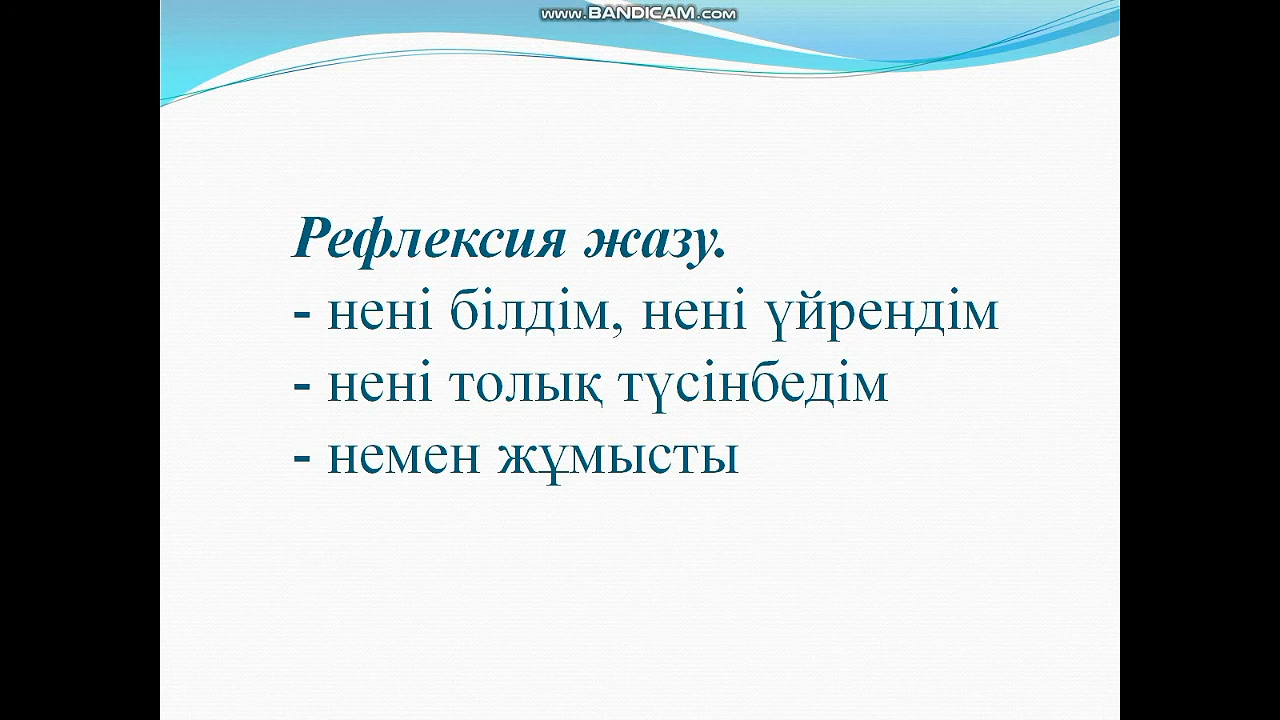 www.BANDICAM.com
Рефлексия жазу.
- нені білдім, нені үйрендім
- нені толық түсінбедім
- немен жұмысты